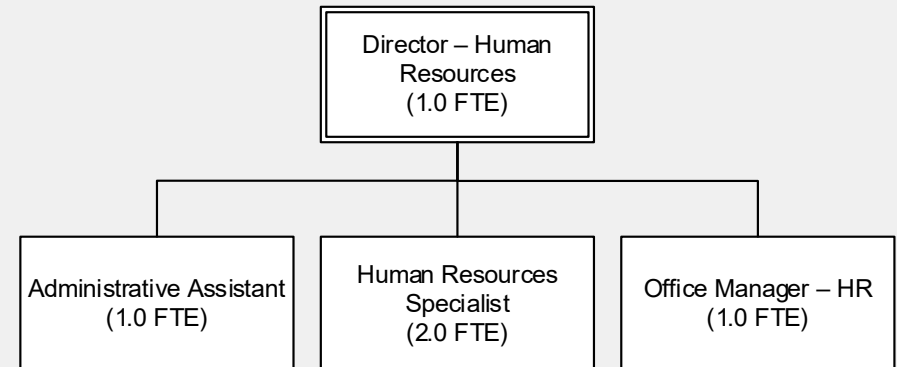 Director – Human
Resources
(1.0 FTE)
Administrative Assistant
(1.0 FTE)
Human Resources
Specialist
(2.0 FTE)
Office Manager – HR
(1.0 FTE)